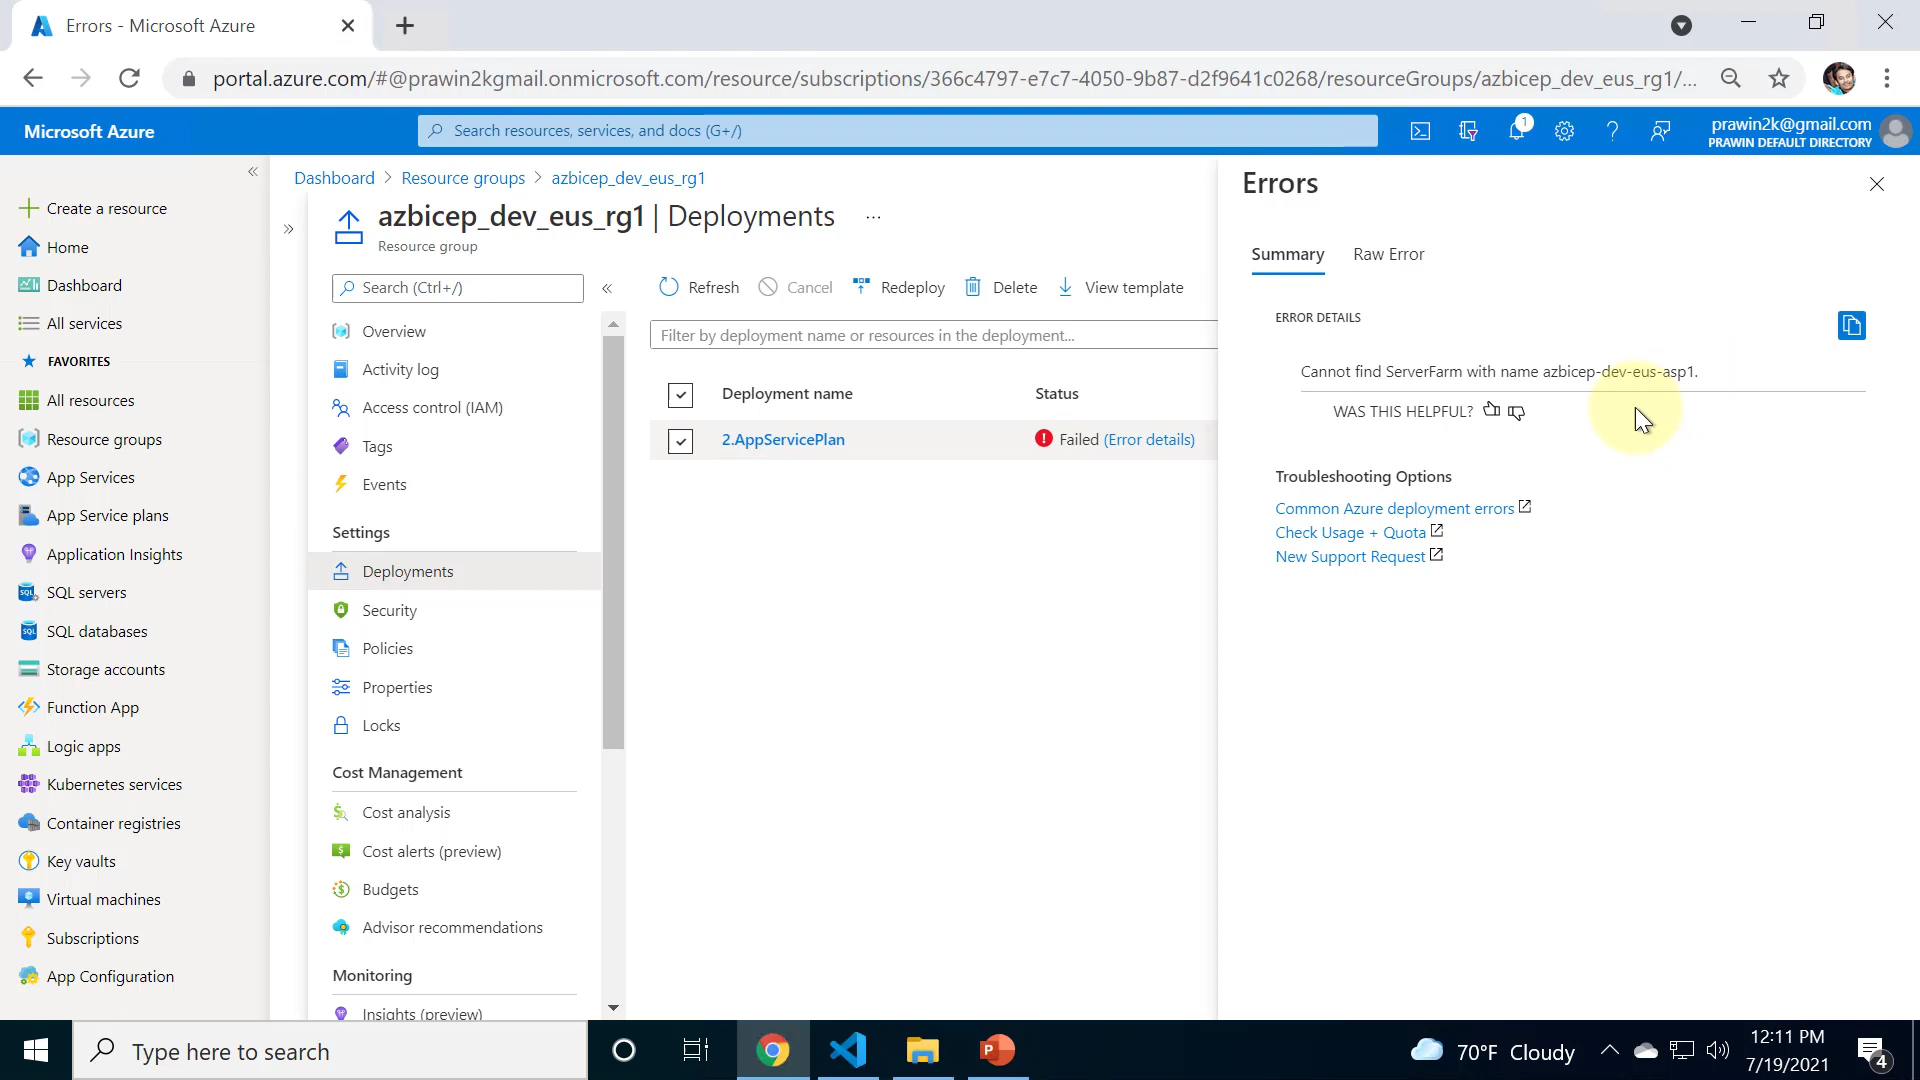 Errors - Microsoft Azure
portal.azure.com/#@prawin2kgmail.onmicrosoft.com/resource/subscriptions/366c4797-e7c7-4050-9b87-d2f9641c0268/resourceGroups/azbicep_dev_eus_rg1/...
Microsoft Azure
Search resources, services, and docs (G+/)
1
prawin2k@gmail.com
PRAWIN DEFAULT DIRECTORY
Create a resource
Home
Dashboard
All services
FAVORITES
All resources
Resource groups
App Services
App Service plans
Application Insights
SQL servers
SQL databases
Storage accounts
Function App
Logic apps
Kubernetes services
Container registries
Key vaults
Virtual machines
Subscriptions
App Configuration
Dashboard > Resource groups > azbicep_dev_eus_rg1
azbicep_dev_eus_rg1 | Deployments ...
Resource group
Search (Ctrl+/)
Overview
Activity log
Access control (IAM)
Tags
Events
Settings
Deployments
Security
Policies
Properties
Locks
Cost Management
Cost analysis
Cost alerts (preview)
Budgets
Advisor recommendations
Monitoring
Insights (preview)
Refresh Cancel Redeploy Delete View template
Filter by deployment name or resources in the deployment...
Deployment name Status
2.AppServicePlan Failed (Error details)
Errors
Summary Raw Error
ERROR DETAILS
Cannot find ServerFarm with name azbicep-dev-eus-asp1.
WAS THIS HELPFUL?
Troubleshooting Options
Common Azure deployment errors
Check Usage + Quota
New Support Request
Type here to search
70°F Cloudy
12:11 PM
7/19/2021
4